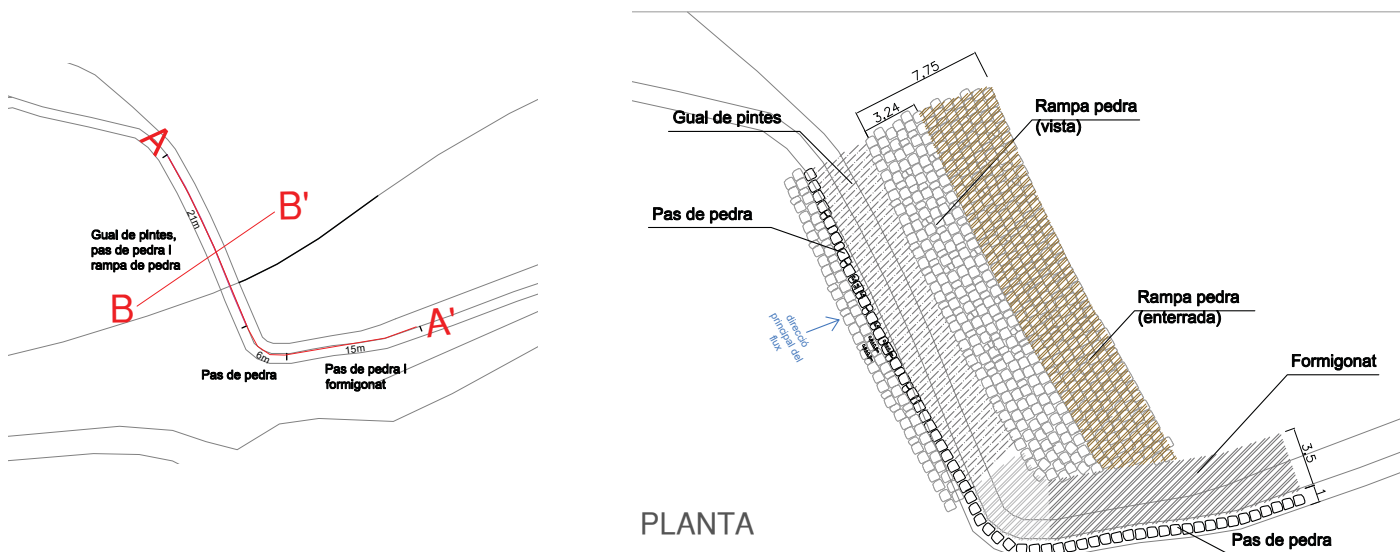 A
B'
21m
Gual de pintes,
pas de pedra i
rampa de pedra
B
A'
6m
15m
Pas de pedra
Pas de pedra i
formigonat
7,75
3,24
Gual de pintes
Rampa pedra
(vista)
Pas de pedra
Rampa pedra
(enterrada)
direcció
principal del
flux
Formigonat
3,5
1
PLANTA
Pas de pedra